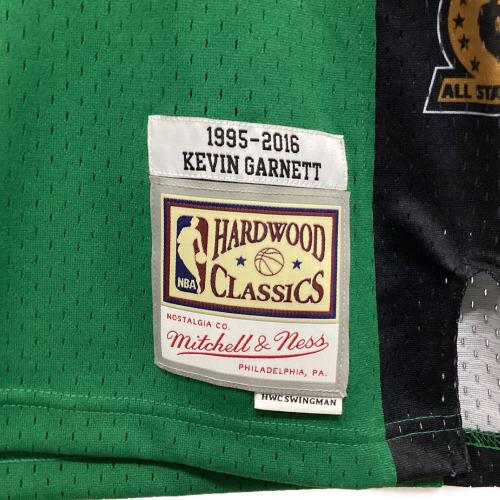 ALL STA
1995-2016
KEVIN GARNETT
HARDWOOD
CLASSICS
NBA
NOSTALGIA CO.
Mitchell & Ness
PHILADELPHIA, PA.
HWC SWINGMAN